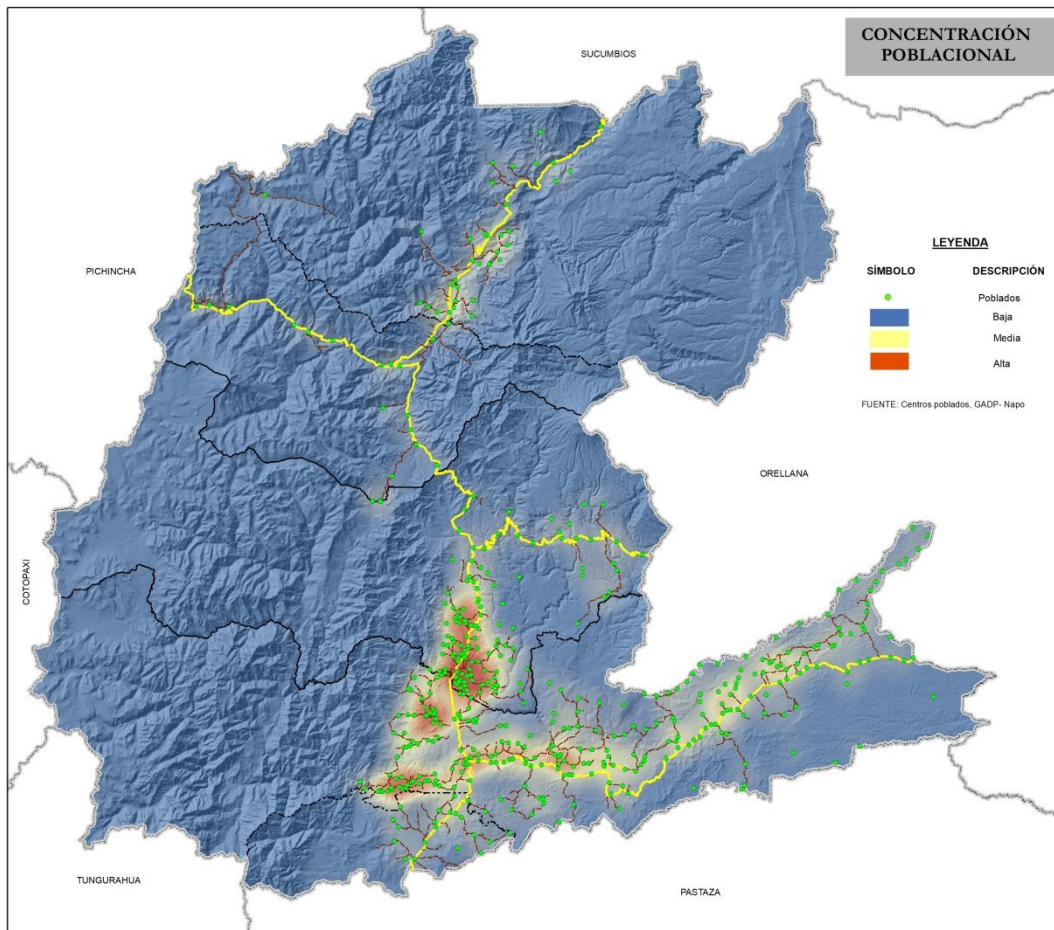 CONCENTRACIÓN
POBLACIONAL
SUCUMBIOS
PICHINCHA
LEYENDA
SÍMBOLO DESCRIPCIÓN
Poblados
Baja
Media
Alta
FUENTE: Centros poblados, GADP- Napo
ORELLANA
COTOPAXI
TUNGURAHUA
PASTAZA